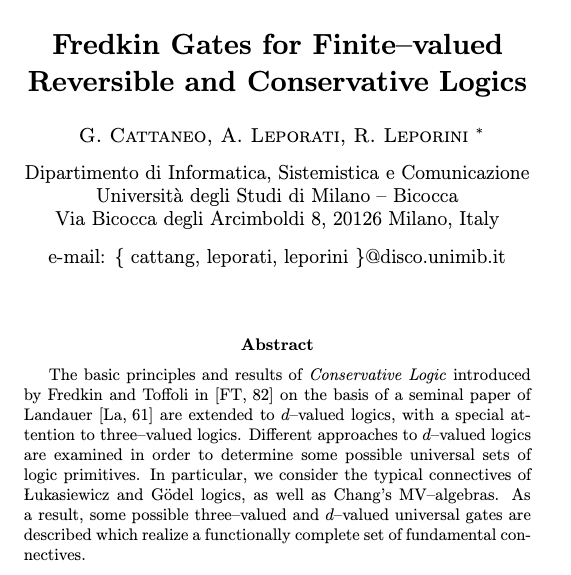 Fredkin Gates for Finite–valued
Reversible and Conservative Logics
G. Cattaneo, A. Leporati, R. Leporini *
Dipartimento di Informatica, Sistemistica e Comunicazione
Università degli Studi di Milano – Bicocca
Via Bicocca degli Arcimboldi 8, 20126 Milano, Italy
e-mail: { cattang, leporati, leporini }@disco.unimib.it
Abstract
The basic principles and results of Conservative Logic introduced
by Fredkin and Toffoli in [FT, 82] on the basis of a seminal paper of
Landauer [La, 61] are extended to d–valued logics, with a special at-
tention to three–valued logics. Different approaches to d–valued logics
are examined in order to determine some possible universal sets of
logic primitives. In particular, we consider the typical connectives of
Łukasiewicz and Gödel logics, as well as Chang's MV–algebras. As
a result, some possible three–valued and d–valued universal gates are
described which realize a functionally complete set of fundamental con-
nectives.